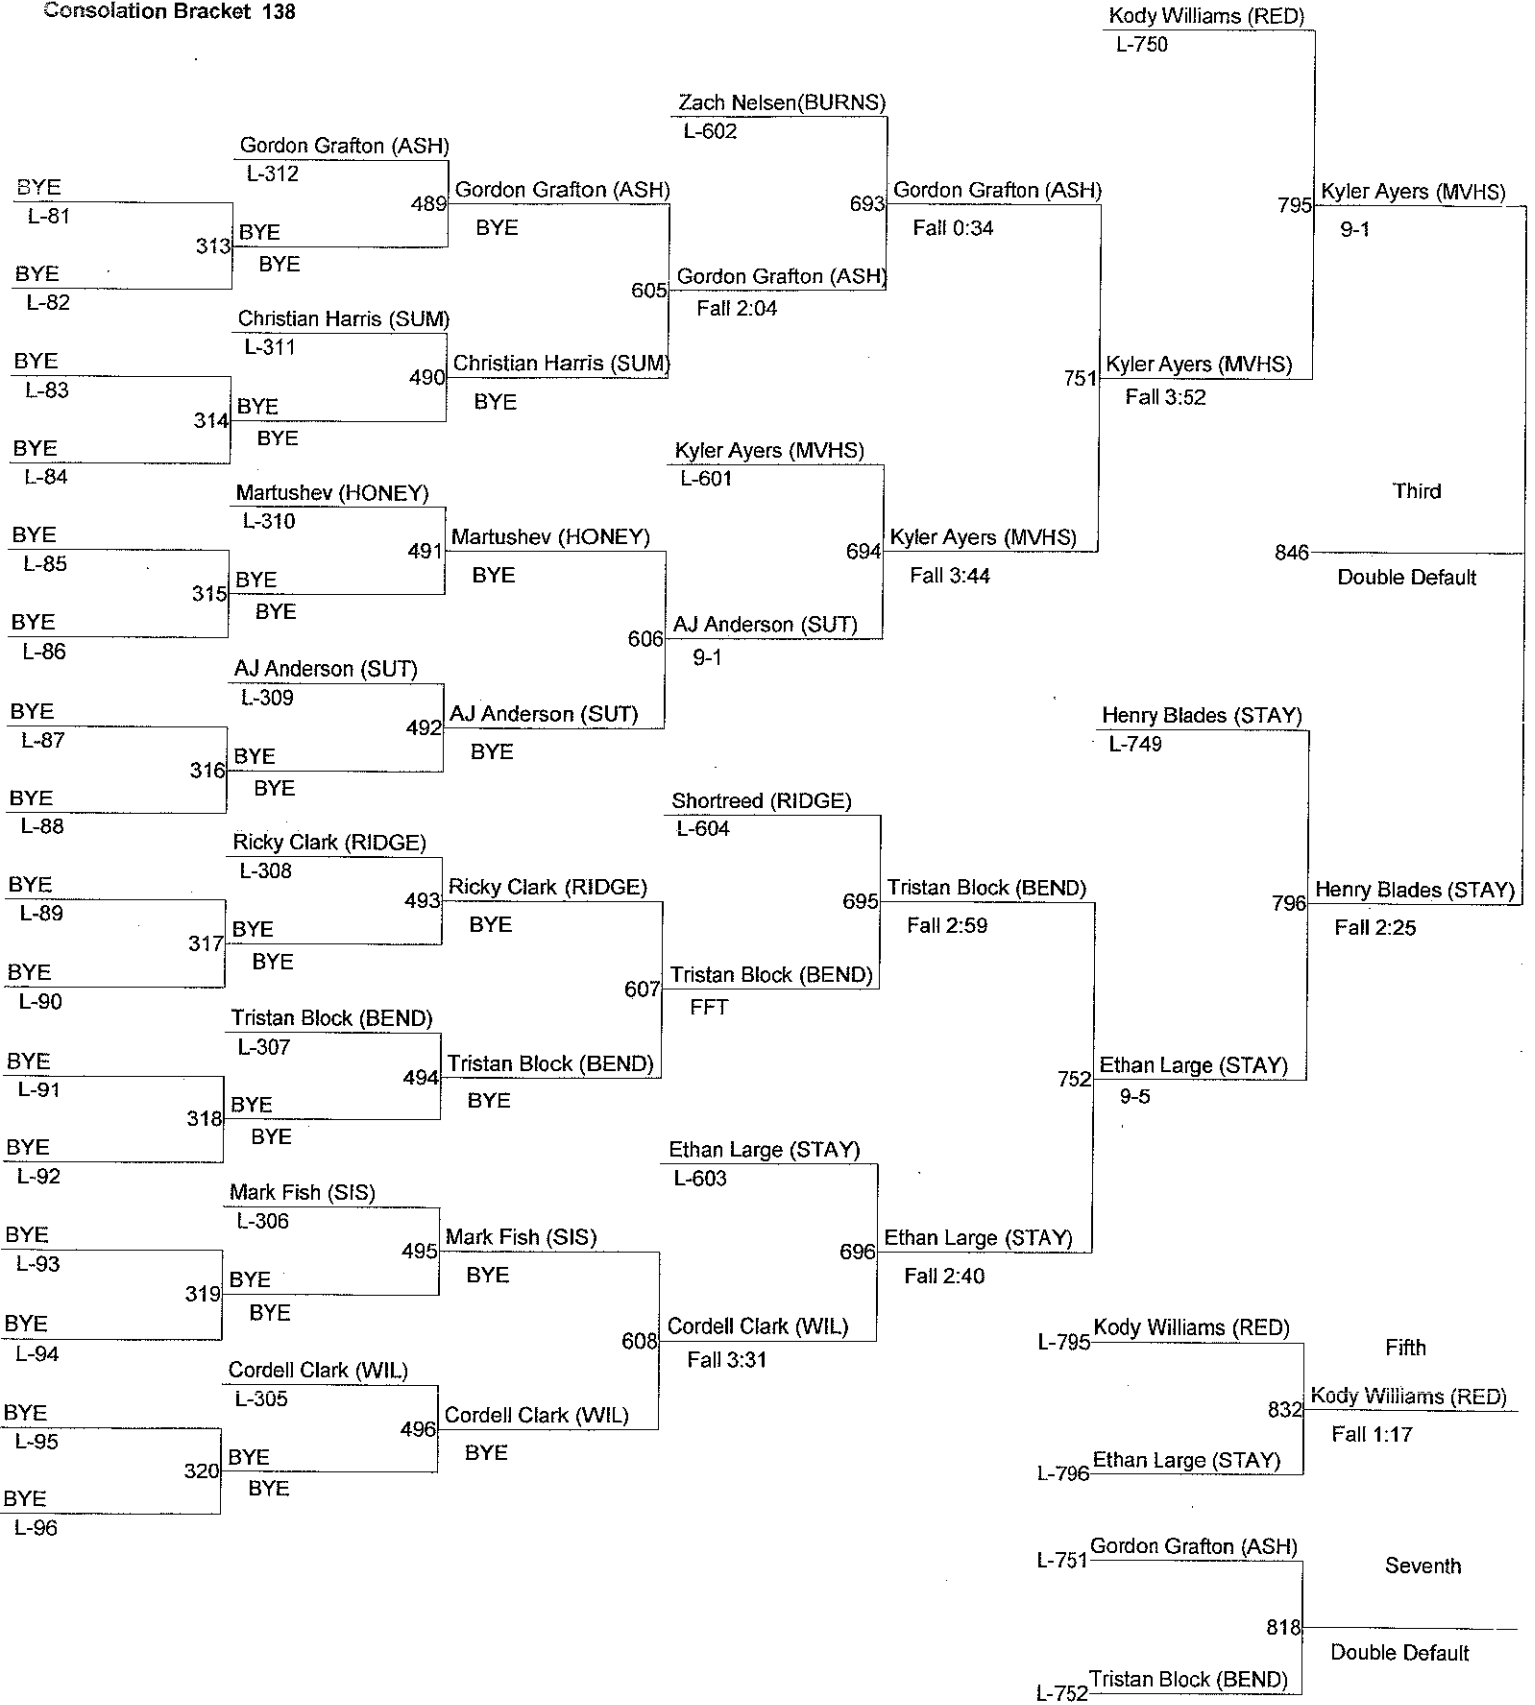 Consolation Bracket 138
BYE
L-81
BYE
L-82
BYE
L-83
BYE
L-84
BYE
L-85
BYE
L-86
BYE
L-87
BYE
L-88
BYE
L-89
BYE
L-90
BYE
L-91
BYE
L-92
BYE
L-93
BYE
L-94
BYE
L-95
BYE
L-96
Gordon Grafton (ASH)
L-312
313
BYE
BYE
Christian Harris (SUM)
L-311
314
BYE
BYE
Martushev (HONEY)
L-310
315
BYE
BYE
AJ Anderson (SUT)
L-309
316
BYE
BYE
Ricky Clark (RIDGE)
L-308
317
BYE
BYE
Tristan Block (BEND)
L-307
318
BYE
BYE
Mark Fish (SIS)
L-306
319
BYE
BYE
Cordell Clark (WIL)
L-305
320
BYE
BYE
489
Gordon Grafton (ASH)
BYE
490
Christian Harris (SUM)
BYE
491
Martushev (HONEY)
BYE
492
AJ Anderson (SUT)
BYE
493
Ricky Clark (RIDGE)
BYE
494
Tristan Block (BEND)
BYE
495
Mark Fish (SIS)
BYE
496
Cordell Clark (WIL)
BYE
Zach Nelsen(BURNS)
L-602
605
Gordon Grafton (ASH)
Fall 2:04
Kyler Ayers (MVHS)
L-601
606
AJ Anderson (SUT)
9-1
Shortreed (RIDGE)
L-604
607
Tristan Block (BEND)
FFT
Ethan Large (STAY)
L-603
608
Cordell Clark (WIL)
Fall 3:31
693
Gordon Grafton (ASH)
Fall 0:34
694
Kyler Ayers (MVHS)
Fall 3:44
695
Tristan Block (BEND)
Fall 2:59
696
Ethan Large (STAY)
Fall 2:40
Kody Williams (RED)
L-750
751
Kyler Ayers (MVHS)
Fall 3:52
Henry Blades (STAY)
L-749
752
Ethan Large (STAY)
9-5
795
Kyler Ayers (MVHS)
9-1
Third
846
Double Default
796
Henry Blades (STAY)
Fall 2:25
L-795
Kody Williams (RED)
Fifth
832
Kody Williams (RED)
Fall 1:17
L-796
Ethan Large (STAY)
L-751
Gordon Grafton (ASH)
Seventh
818
Double Default
L-752
Tristan Block (BEND)